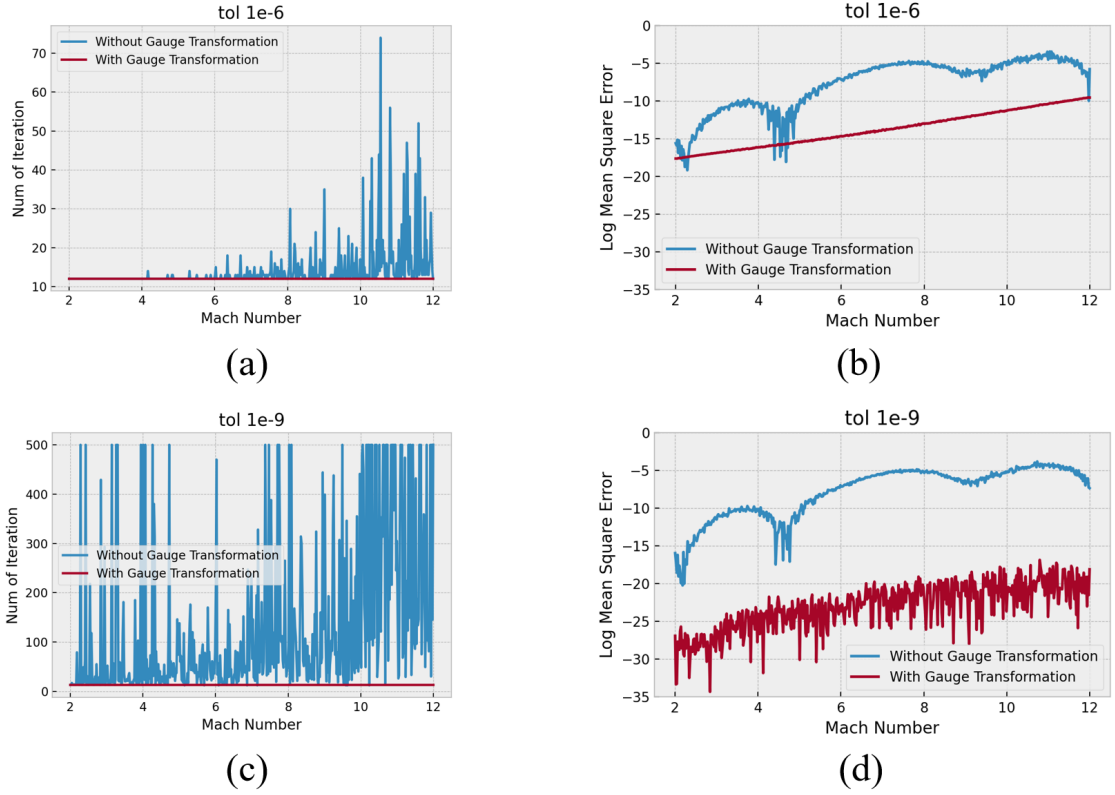 tol 1e-6
Num of Iteration
70
60
50
40
30
20
10
Without Gauge Transformation
With Gauge Transformation
2 4 6 8 10 12
Mach Number
(a)
tol 1e-6
Log Mean Square Error
0
−5
−10
−15
−20
−25
−30
−35
Without Gauge Transformation
With Gauge Transformation
2 4 6 8 10 12
Mach Number
(b)
tol 1e-9
Num of Iteration
500
400
300
200
100
0
Without Gauge Transformation
With Gauge Transformation
2 4 6 8 10 12
Mach Number
(c)
tol 1e-9
Log Mean Square Error
0
−5
−10
−15
−20
−25
−30
−35
Without Gauge Transformation
With Gauge Transformation
2 4 6 8 10 12
Mach Number
(d)